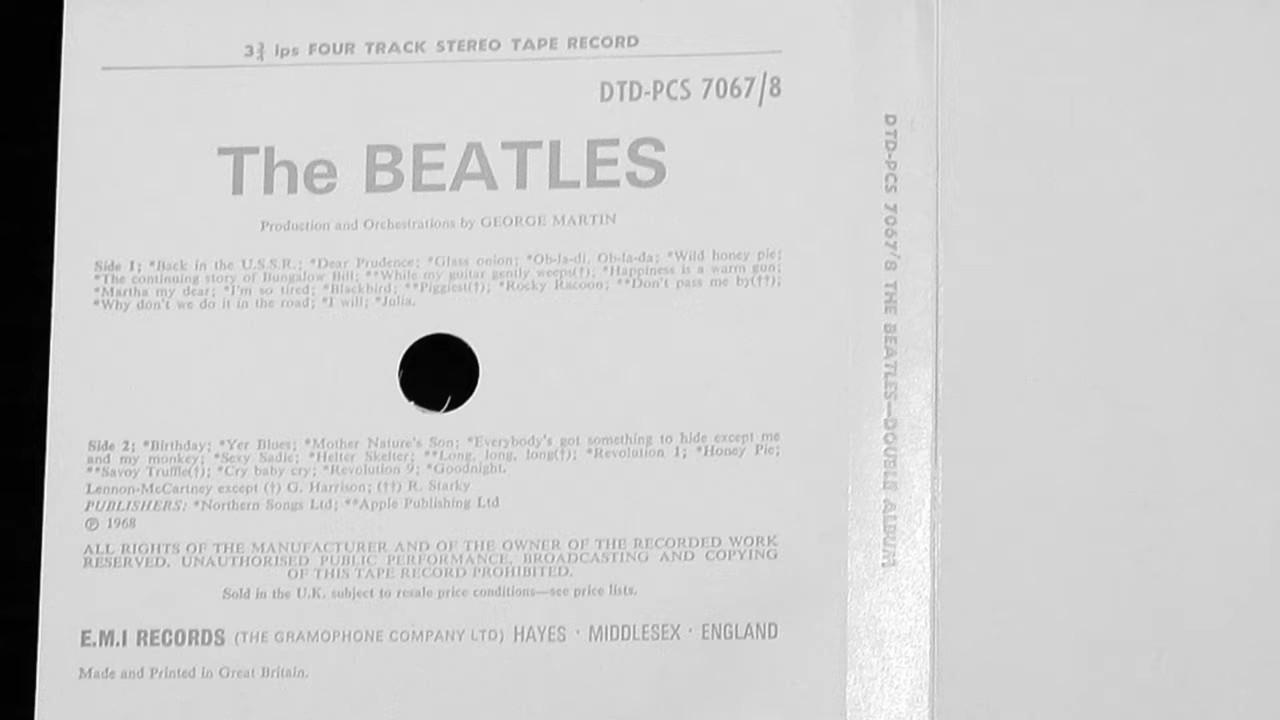 3¾ ips FOUR TRACK STEREO TAPE RECORD
DTD-PCS 7067/8
The BEATLES
Production and Orchestrations by GEORGE MARTIN
Side 1; *Back in the U.S.S.R.; *Dear Prudence; *Glass onion; *Ob-la-di, Ob-la-da; *Wild honey pie;
*The continuing story of Bungalow Bill; **While my guitar gently weeps(†); *Happiness is a warm gun;
*Martha my dear; *I'm so tired; *Blackbird; **Piggiest(†); *Rocky Racoon; **Don't pass me by(††);
*Why don't we do it in the road; *I will; *Julia.
Side 2; *Birthday; *Yer Blues; *Mother Nature's Son; *Everybody's got something to hide except me
and my monkey; *Sexy Sadie; *Helter Skelter; **Long, long, long(†); *Revolution 1; *Honey Pie;
**Savoy Truffle(†); *Cry baby cry; *Revolution 9; *Goodnight.
Lennon-McCartney except (†) G. Harrison; (††) R. Starky
PUBLISHERS: *Northern Songs Ltd; **Apple Publishing Ltd
℗ 1968
ALL RIGHTS OF THE MANUFACTURER AND OF THE OWNER OF THE RECORDED WORK
RESERVED. UNAUTHORISED PUBLIC PERFORMANCE, BROADCASTING AND COPYING
OF THIS TAPE RECORD PROHIBITED.
Sold in the U.K. subject to resale price conditions—see price lists.
E.M.I RECORDS (THE GRAMOPHONE COMPANY LTD) HAYES · MIDDLESEX · ENGLAND
Made and Printed in Great Britain.
DTD-PCS 7067/8 THE BEATLES—DOUBLE ALBUM